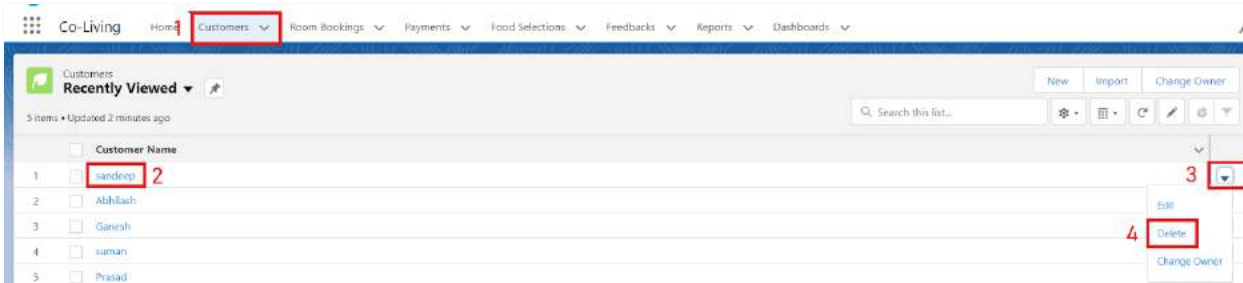 Co-Living Home 1 Customers Room Bookings Payments Food Selections Feedbacks Reports Dashboards
Customers
Recently Viewed
New Import Change Owner
5 items • Updated 2 minutes ago
Search this list...
Customer Name
1 sandeep 2 3
2 Abhilash
Edit
3 Ganesh
4 Delete
4 suman
Change Owner
5 Prasad